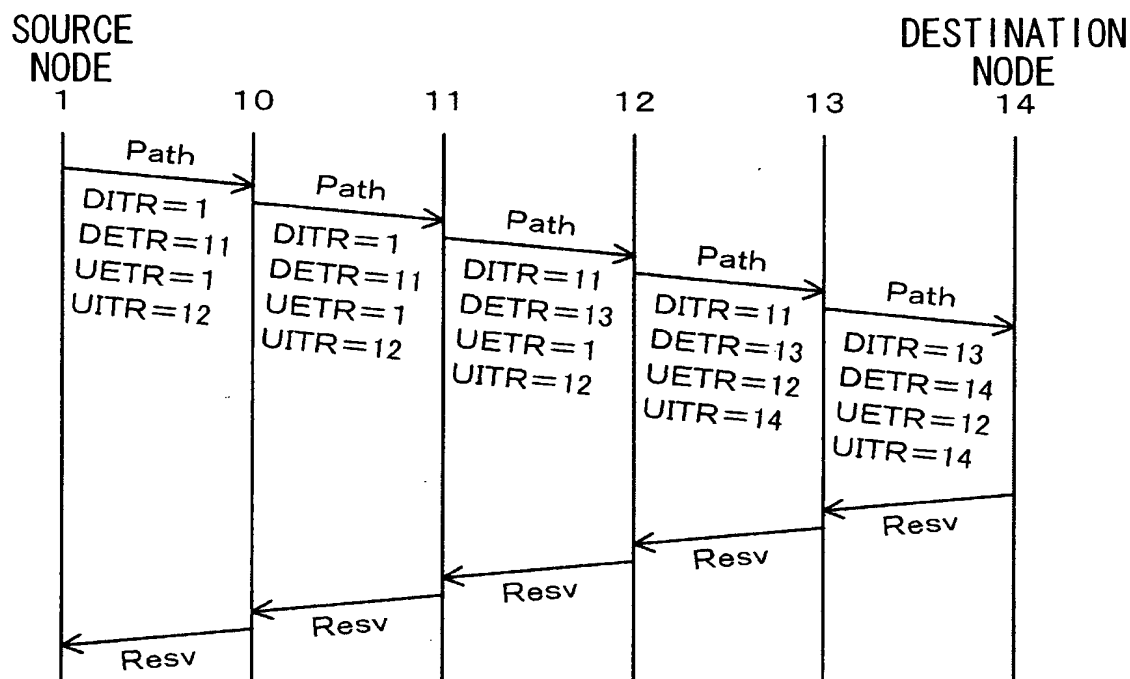 SOURCE NODE
DESTINATION NODE
1 10 11 12 13 14
Path
DITR=1
DETR=11
UETR=1
UITR=12
Path
DITR=1
DETR=11
UETR=1
UITR=12
Path
DITR=11
DETR=13
UETR=1
UITR=12
Path
DITR=11
DETR=13
UETR=12
UITR=14
Path
DITR=13
DETR=14
UETR=12
UITR=14
Resv
Resv
Resv
Resv
Resv